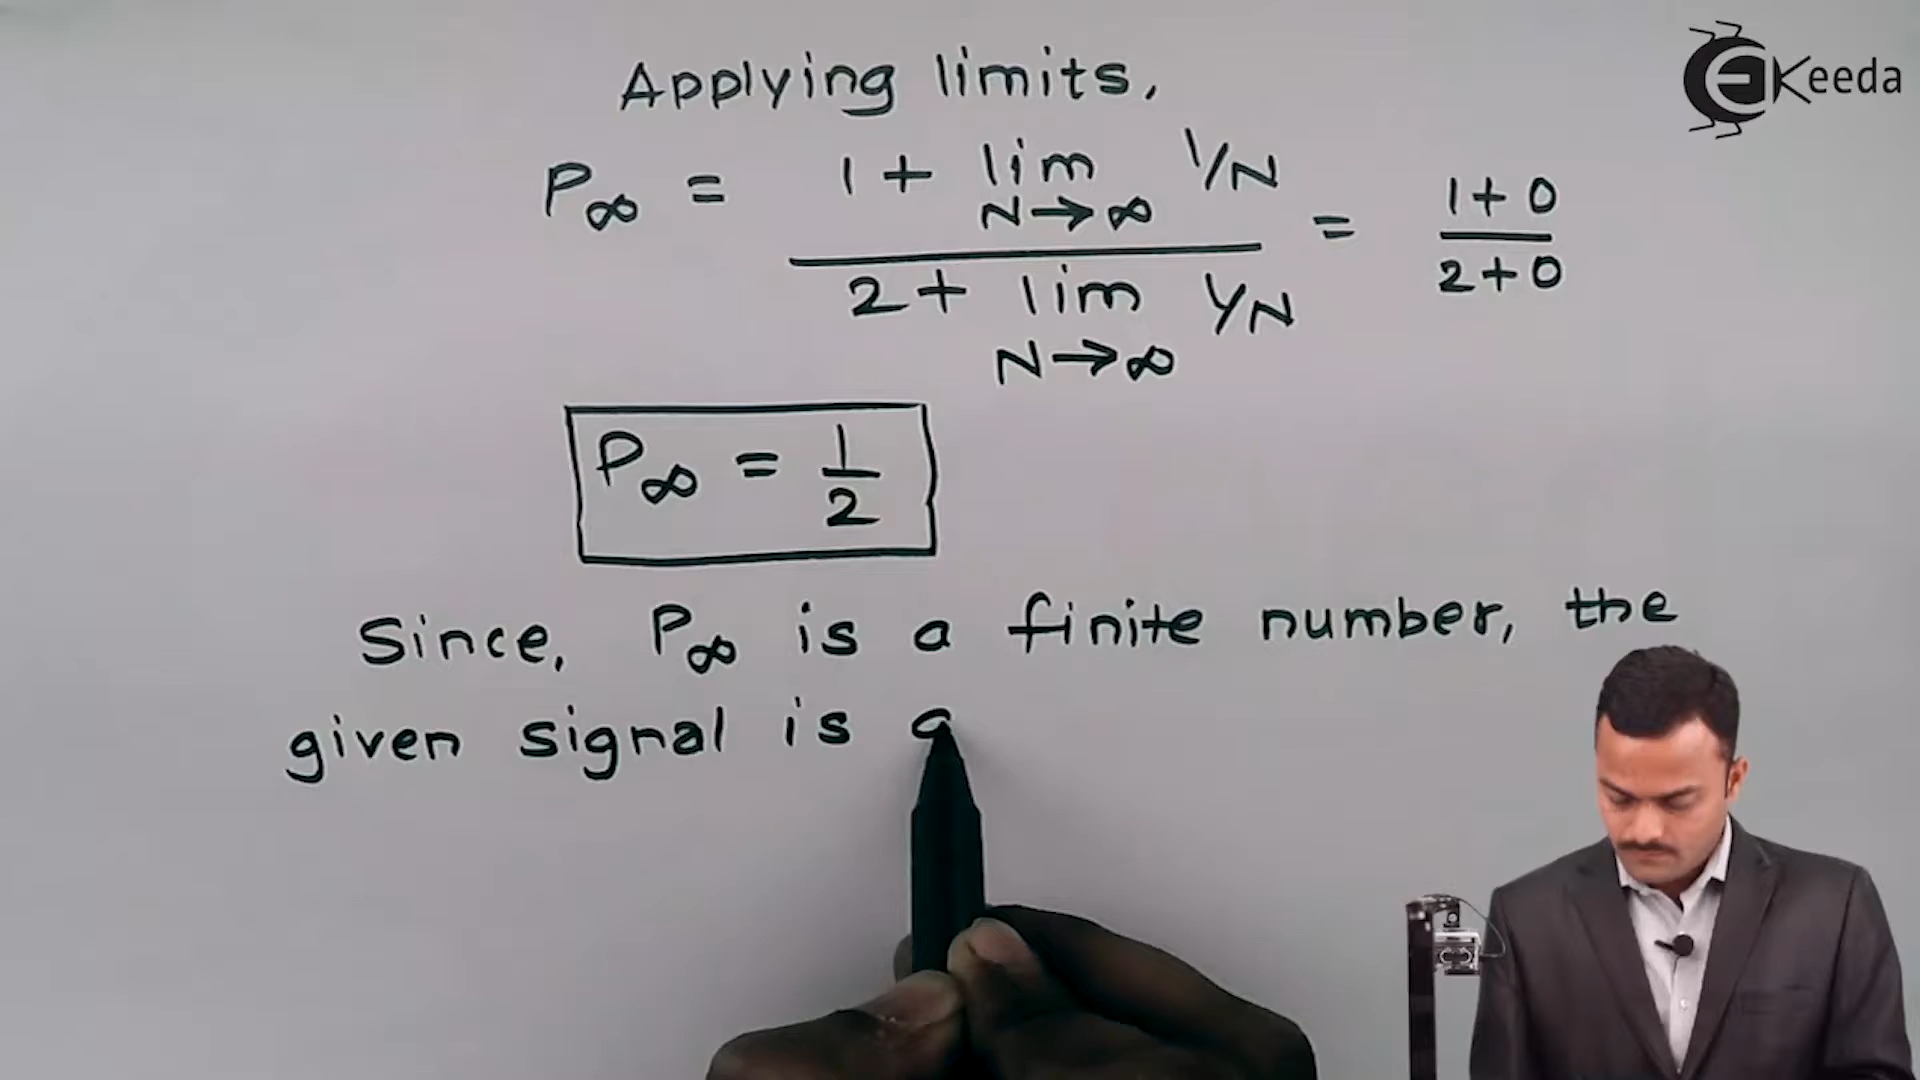 EKeeda
Applying limits,
P∞ = 1 + lim N→∞ 1/N / 2 + lim N→∞ 1/N = 1+0 / 2+0
P∞ = 1/2
Since, P∞ is a finite number, the
given signal is a